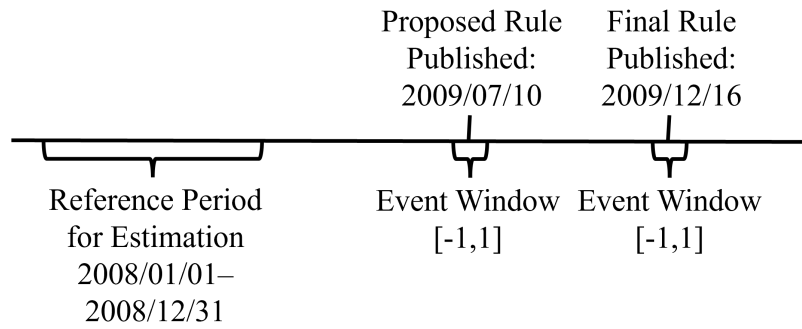 Proposed Rule
Published:
2009/07/10
Final Rule
Published:
2009/12/16
Reference Period
for Estimation
2008/01/01–
2008/12/31
Event Window
[-1,1]
Event Window
[-1,1]